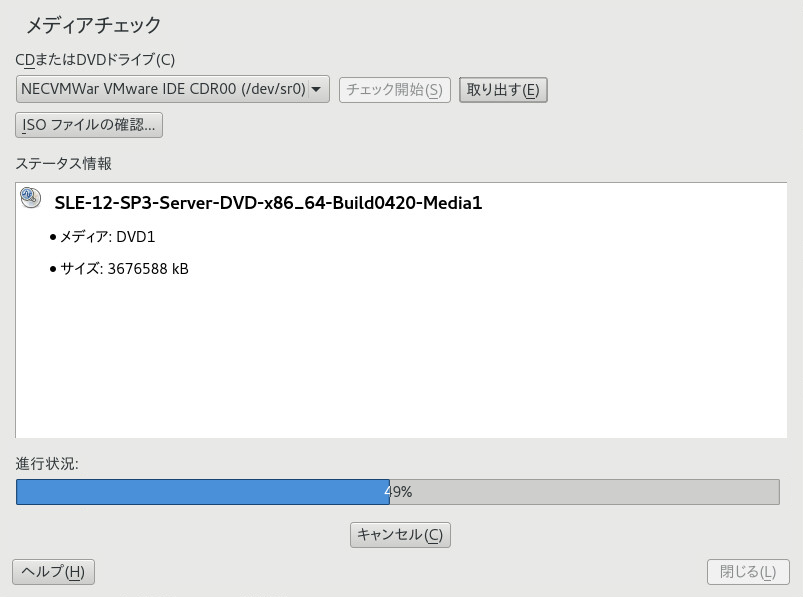 メディアチェック
CDまたはDVDドライブ(C)
NECVMWar VMware IDE CDR00 (/dev/sr0) チェック開始(S) 取り出す(E)
ISO ファイルの確認...
ステータス情報
SLE-12-SP3-Server-DVD-x86_64-Build0420-Media1
• メディア: DVD1
• サイズ: 3676588 kB
進行状況:
49%
キャンセル(C)
ヘルプ(H) 閉じる(L)